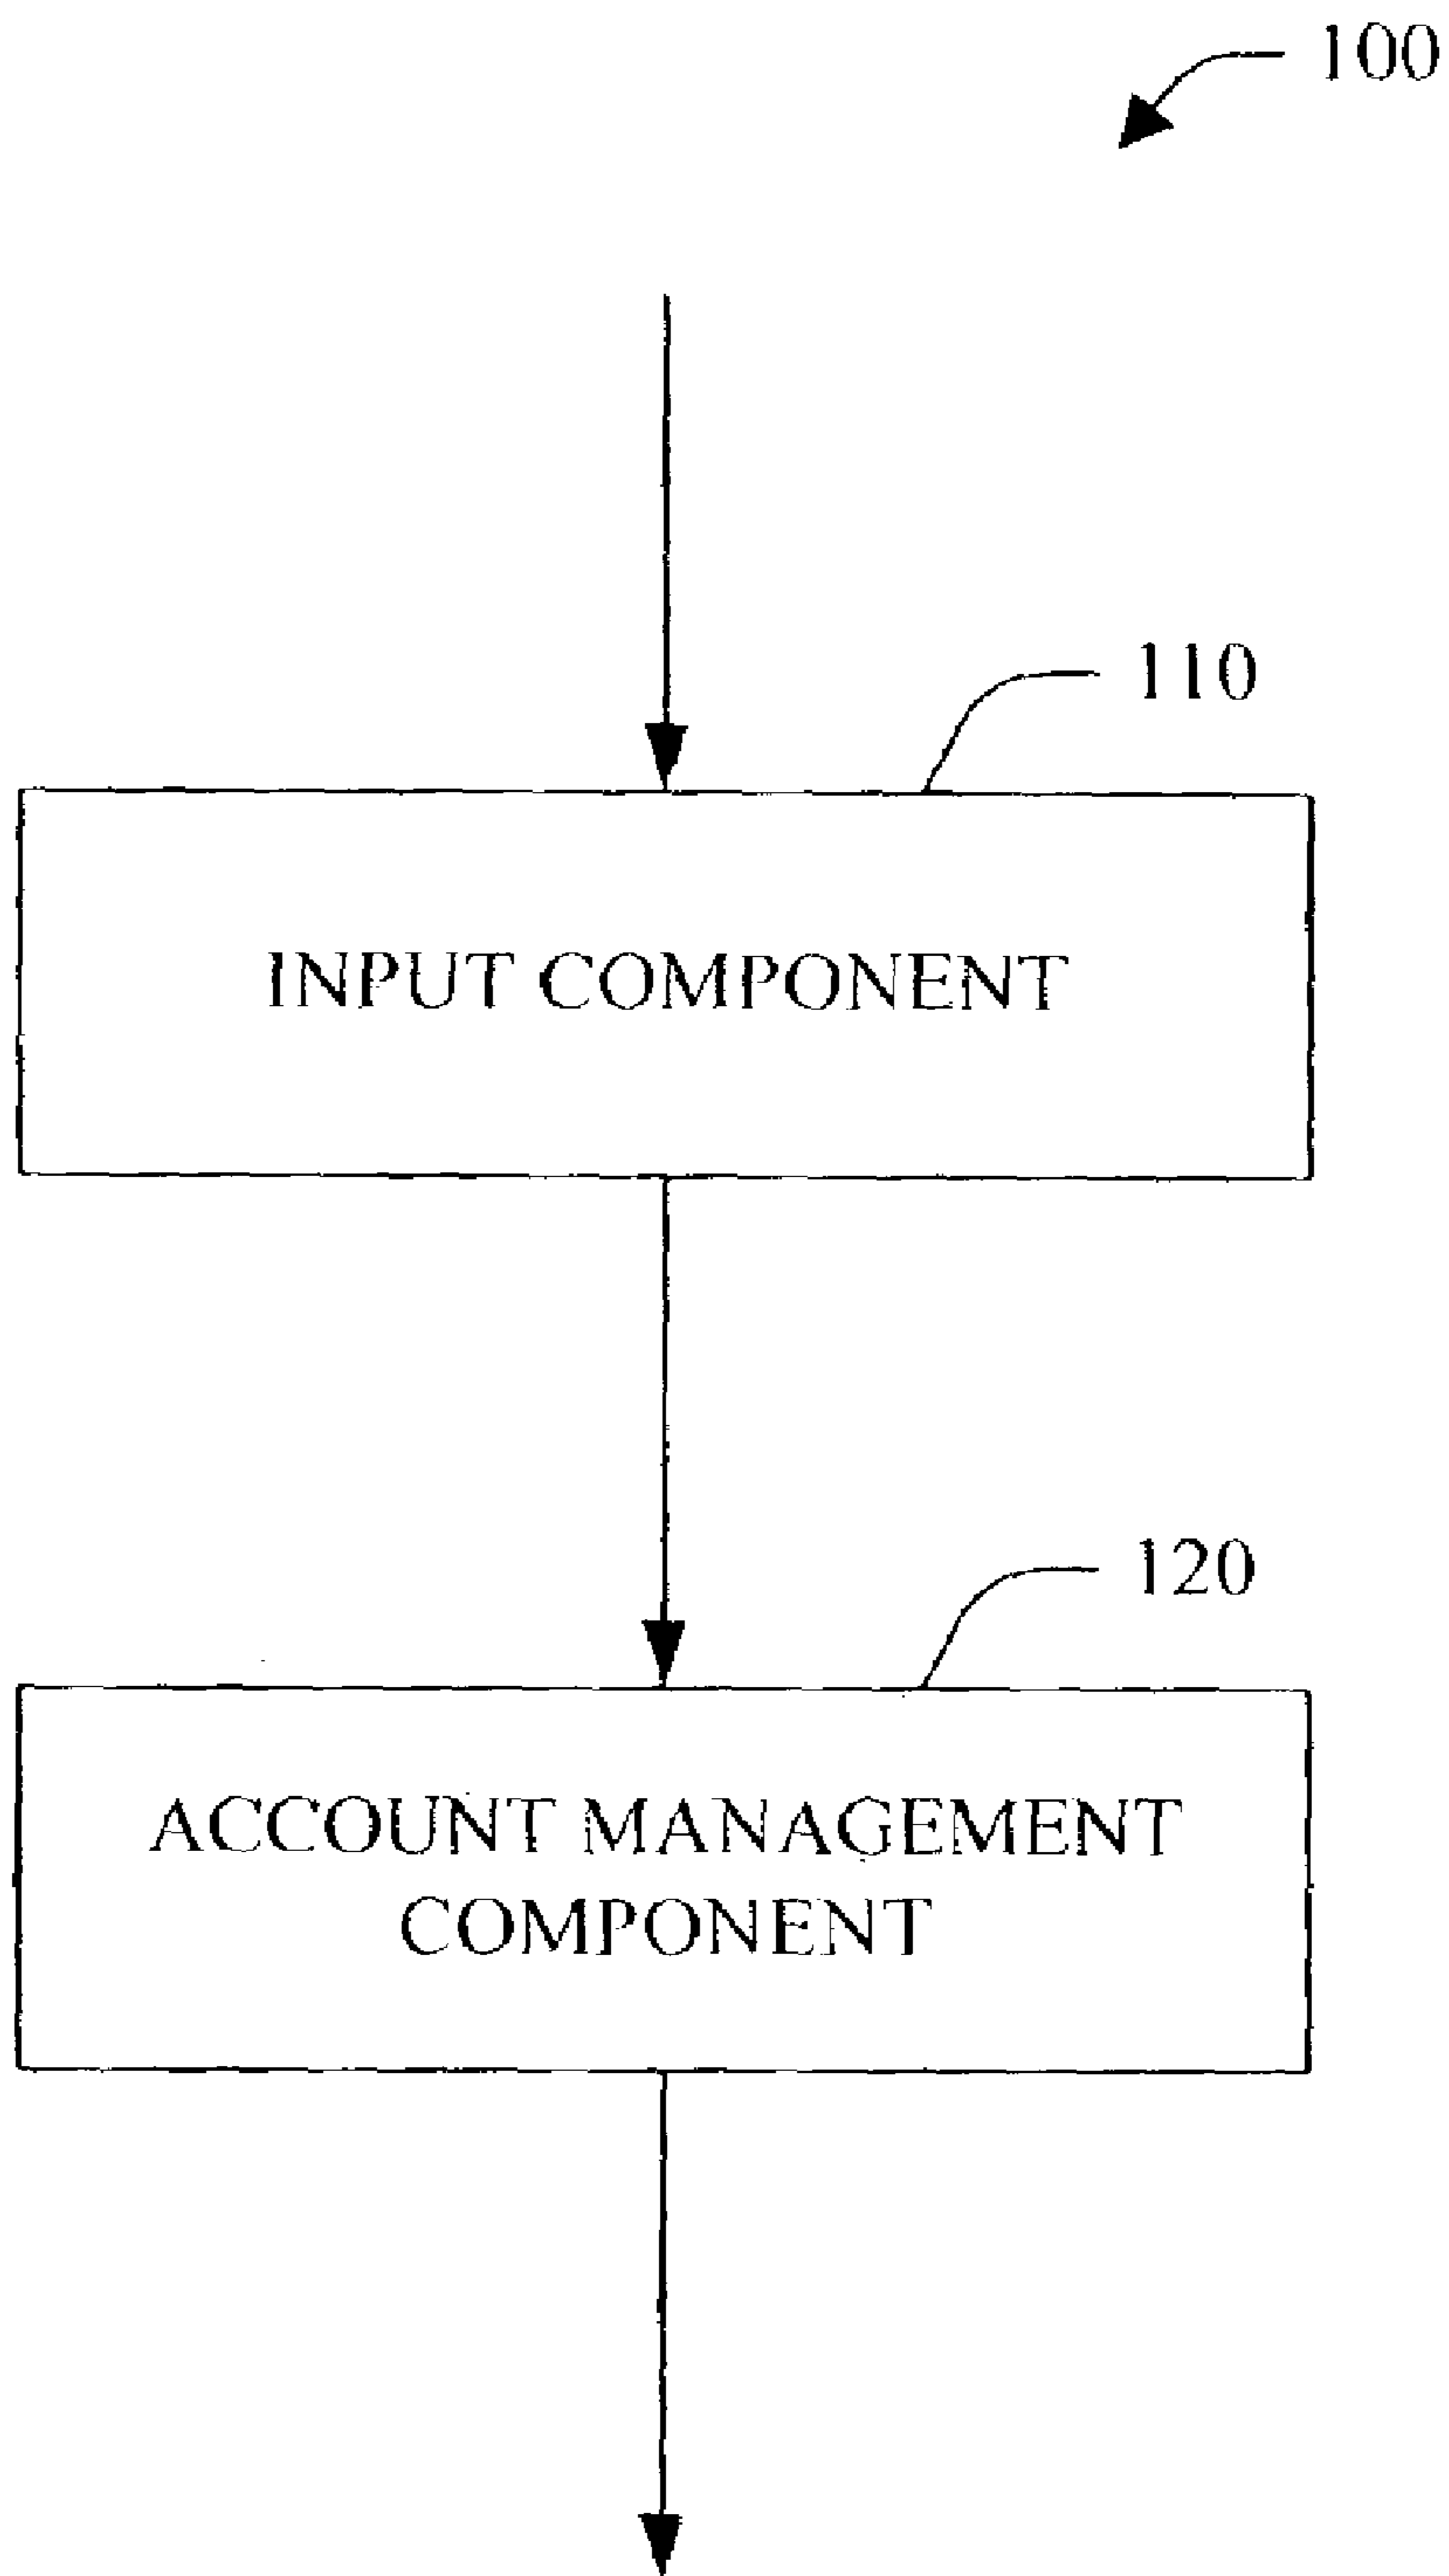 100
110
INPUT COMPONENT
120
ACCOUNT MANAGEMENT
COMPONENT